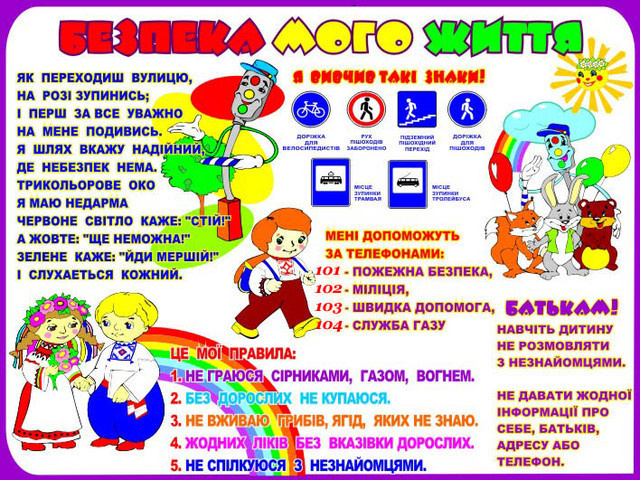 БЕЗПЕКА МОГО ЖИТТЯ
ЯК ПЕРЕХОДИШ ВУЛИЦЮ,
НА РОЗІ ЗУПИНИСЬ;
І ПЕРШ ЗА ВСЕ УВАЖНО
НА МЕНЕ ПОДИВИСЬ.
Я ШЛЯХ ВКАЖУ НАДІЙНИЙ,
ДЕ НЕБЕЗПЕК НЕМА.
ТРИКОЛЬОРОВЕ ОКО
Я МАЮ НЕДАРМА
ЧЕРВОНЕ СВІТЛО КАЖЕ: "СТІЙ!"
А ЖОВТЕ: "ЩЕ НЕМОЖНА!"
ЗЕЛЕНЕ КАЖЕ: "ЙДИ МЕРШІЙ!"
І СЛУХАЕТЬСЯ КОЖНИЙ.
Я ВИВЧИВ ТАКІ ЗНАКИ!
ДОРІЖКА
ДЛЯ
ВЕЛОСИПЕДІСТІВ
РУХ
ПІШОХОДІВ
ЗАБОРОНЕНО
ПІДЗЕМНИЙ
ПІШОХІДНИЙ
ПЕРЕХІД
ДОРІЖКА
ДЛЯ
ПІШОХОДІВ
МІСЦЕ
ЗУПИНКИ
ТРАМВАЯ
МІСЦЕ
ЗУПИНКИ
ТРОЛЕЙБУСА
МЕНІ ДОПОМОЖУТЬ
ЗА ТЕЛЕФОНАМИ:
101 - ПОЖЕЖНА БЕЗПЕКА,
102 - МІЛІЦІЯ,
103 - ШВИДКА ДОПОМОГА,
104 - СЛУЖБА ГАЗУ
ЦЕ МОЇ ПРАВИЛА:
1. НЕ ГРАЮСЯ СІРНИКАМИ, ГАЗОМ, ВОГНЕМ.
2. БЕЗ ДОРОСЛИХ НЕ КУПАЮСЯ.
3. НЕ ВЖИВАЮ ГРИБІВ, ЯГІД, ЯКИХ НЕ ЗНАЮ.
4. ЖОДНИХ ЛІКІВ БЕЗ ВКАЗІВКИ ДОРОСЛИХ.
5. НЕ СПІЛКУЮСЯ З НЕЗНАЙОМЦЯМИ.
БАТЬКАМ!
НАВЧІТЬ ДИТИНУ
НЕ РОЗМОВЛЯТИ
З НЕЗНАЙОМЦЯМИ.
НЕ ДАВАТИ ЖОДНОЇ
ІНФОРМАЦІЇ ПРО
СЕБЕ, БАТЬКІВ,
АДРЕСУ АБО
ТЕЛЕФОН.